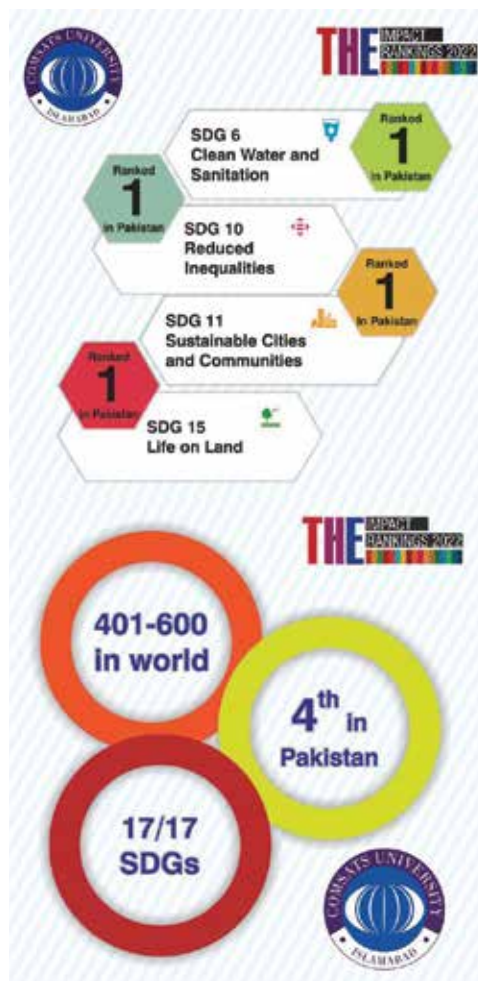 COMSATS UNIVERSITY
ISLAMABAD
THE IMPACT
RANKINGS 2022
SDG 6
Clean Water and
Sanitation
Ranked
1
in Pakistan
Ranked
1
in Pakistan
SDG 10
Reduced
Inequalities
Ranked
1
In Pakistan
SDG 11
Sustainable Cities
and Communities
Ranked
1
in Pakistan
SDG 15
Life on Land
THE IMPACT
RANKINGS 2022
401-600
in world
4th in
Pakistan
17/17
SDGs
COMSATS UNIVERSITY
ISLAMABAD